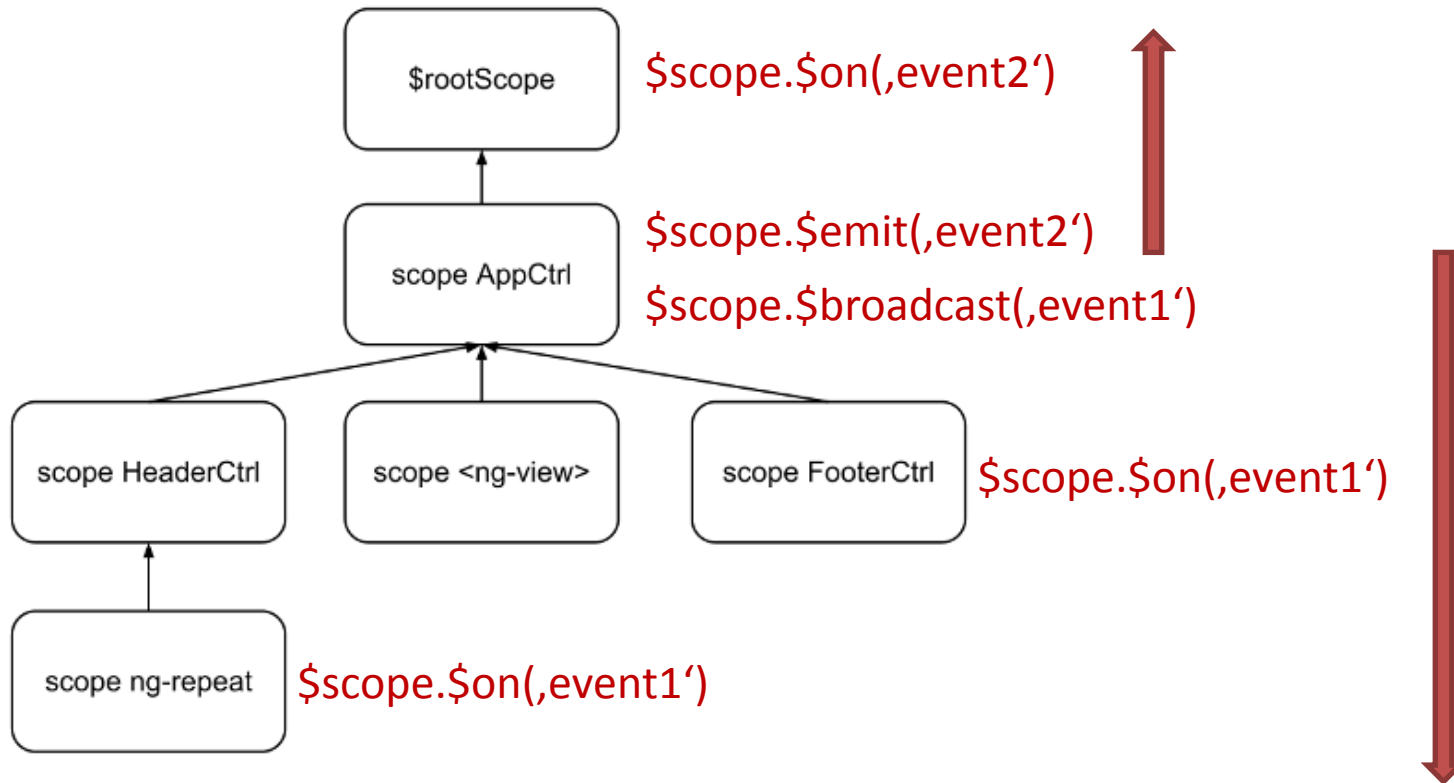 $rootScope
$scope.$on(‚event2‘)
scope AppCtrl
$scope.$emit(‚event2‘)
$scope.$broadcast(‚event1‘)
scope HeaderCtrl
scope <ng-view>
scope FooterCtrl
$scope.$on(‚event1‘)
scope ng-repeat
$scope.$on(‚event1‘)